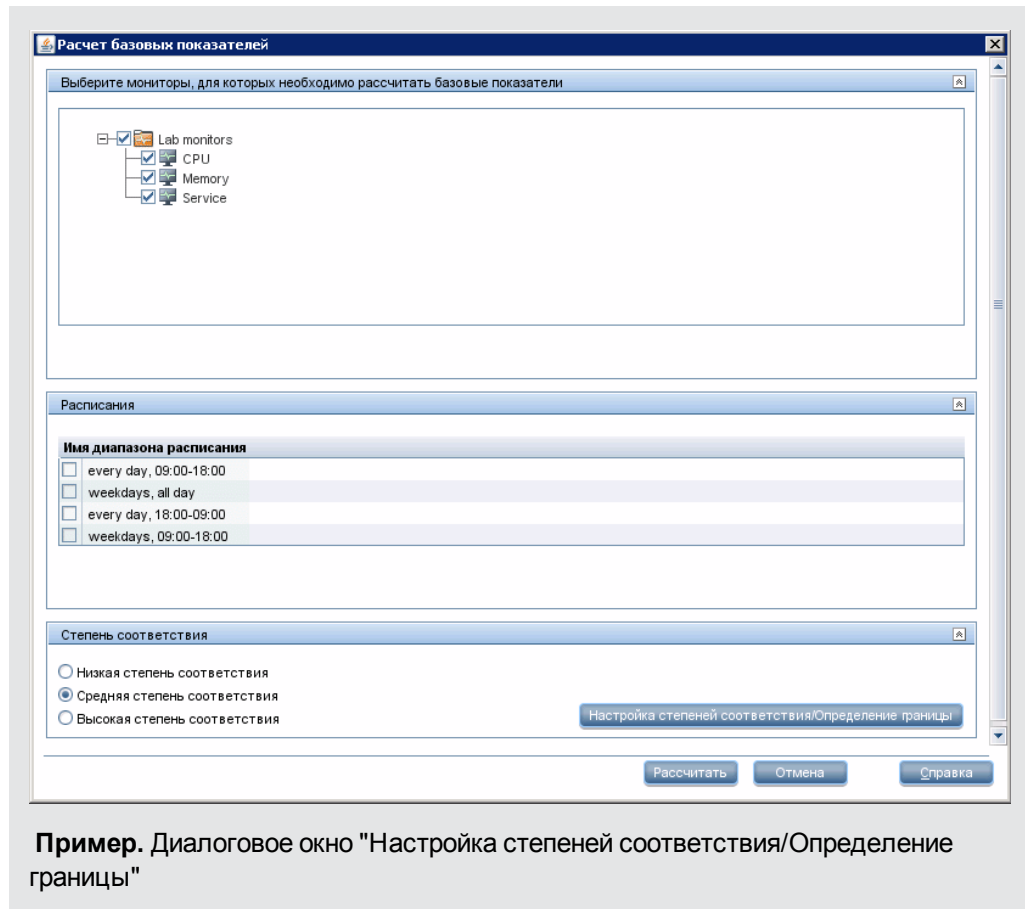 Расчет базовых показателей
Выберите мониторы, для которых необходимо рассчитать базовые показатели
Lab monitors
CPU
Memory
Service
Расписания
Имя диапазона расписания
every day, 09:00-18:00
weekdays, all day
every day, 18:00-09:00
weekdays, 09:00-18:00
Степень соответствия
Низкая степень соответствия
Средняя степень соответствия
Высокая степень соответствия
Настройка степеней соответствия/Определение границы
Рассчитать Отмена Справка
Пример. Диалоговое окно "Настройка степеней соответствия/Определение
границы"